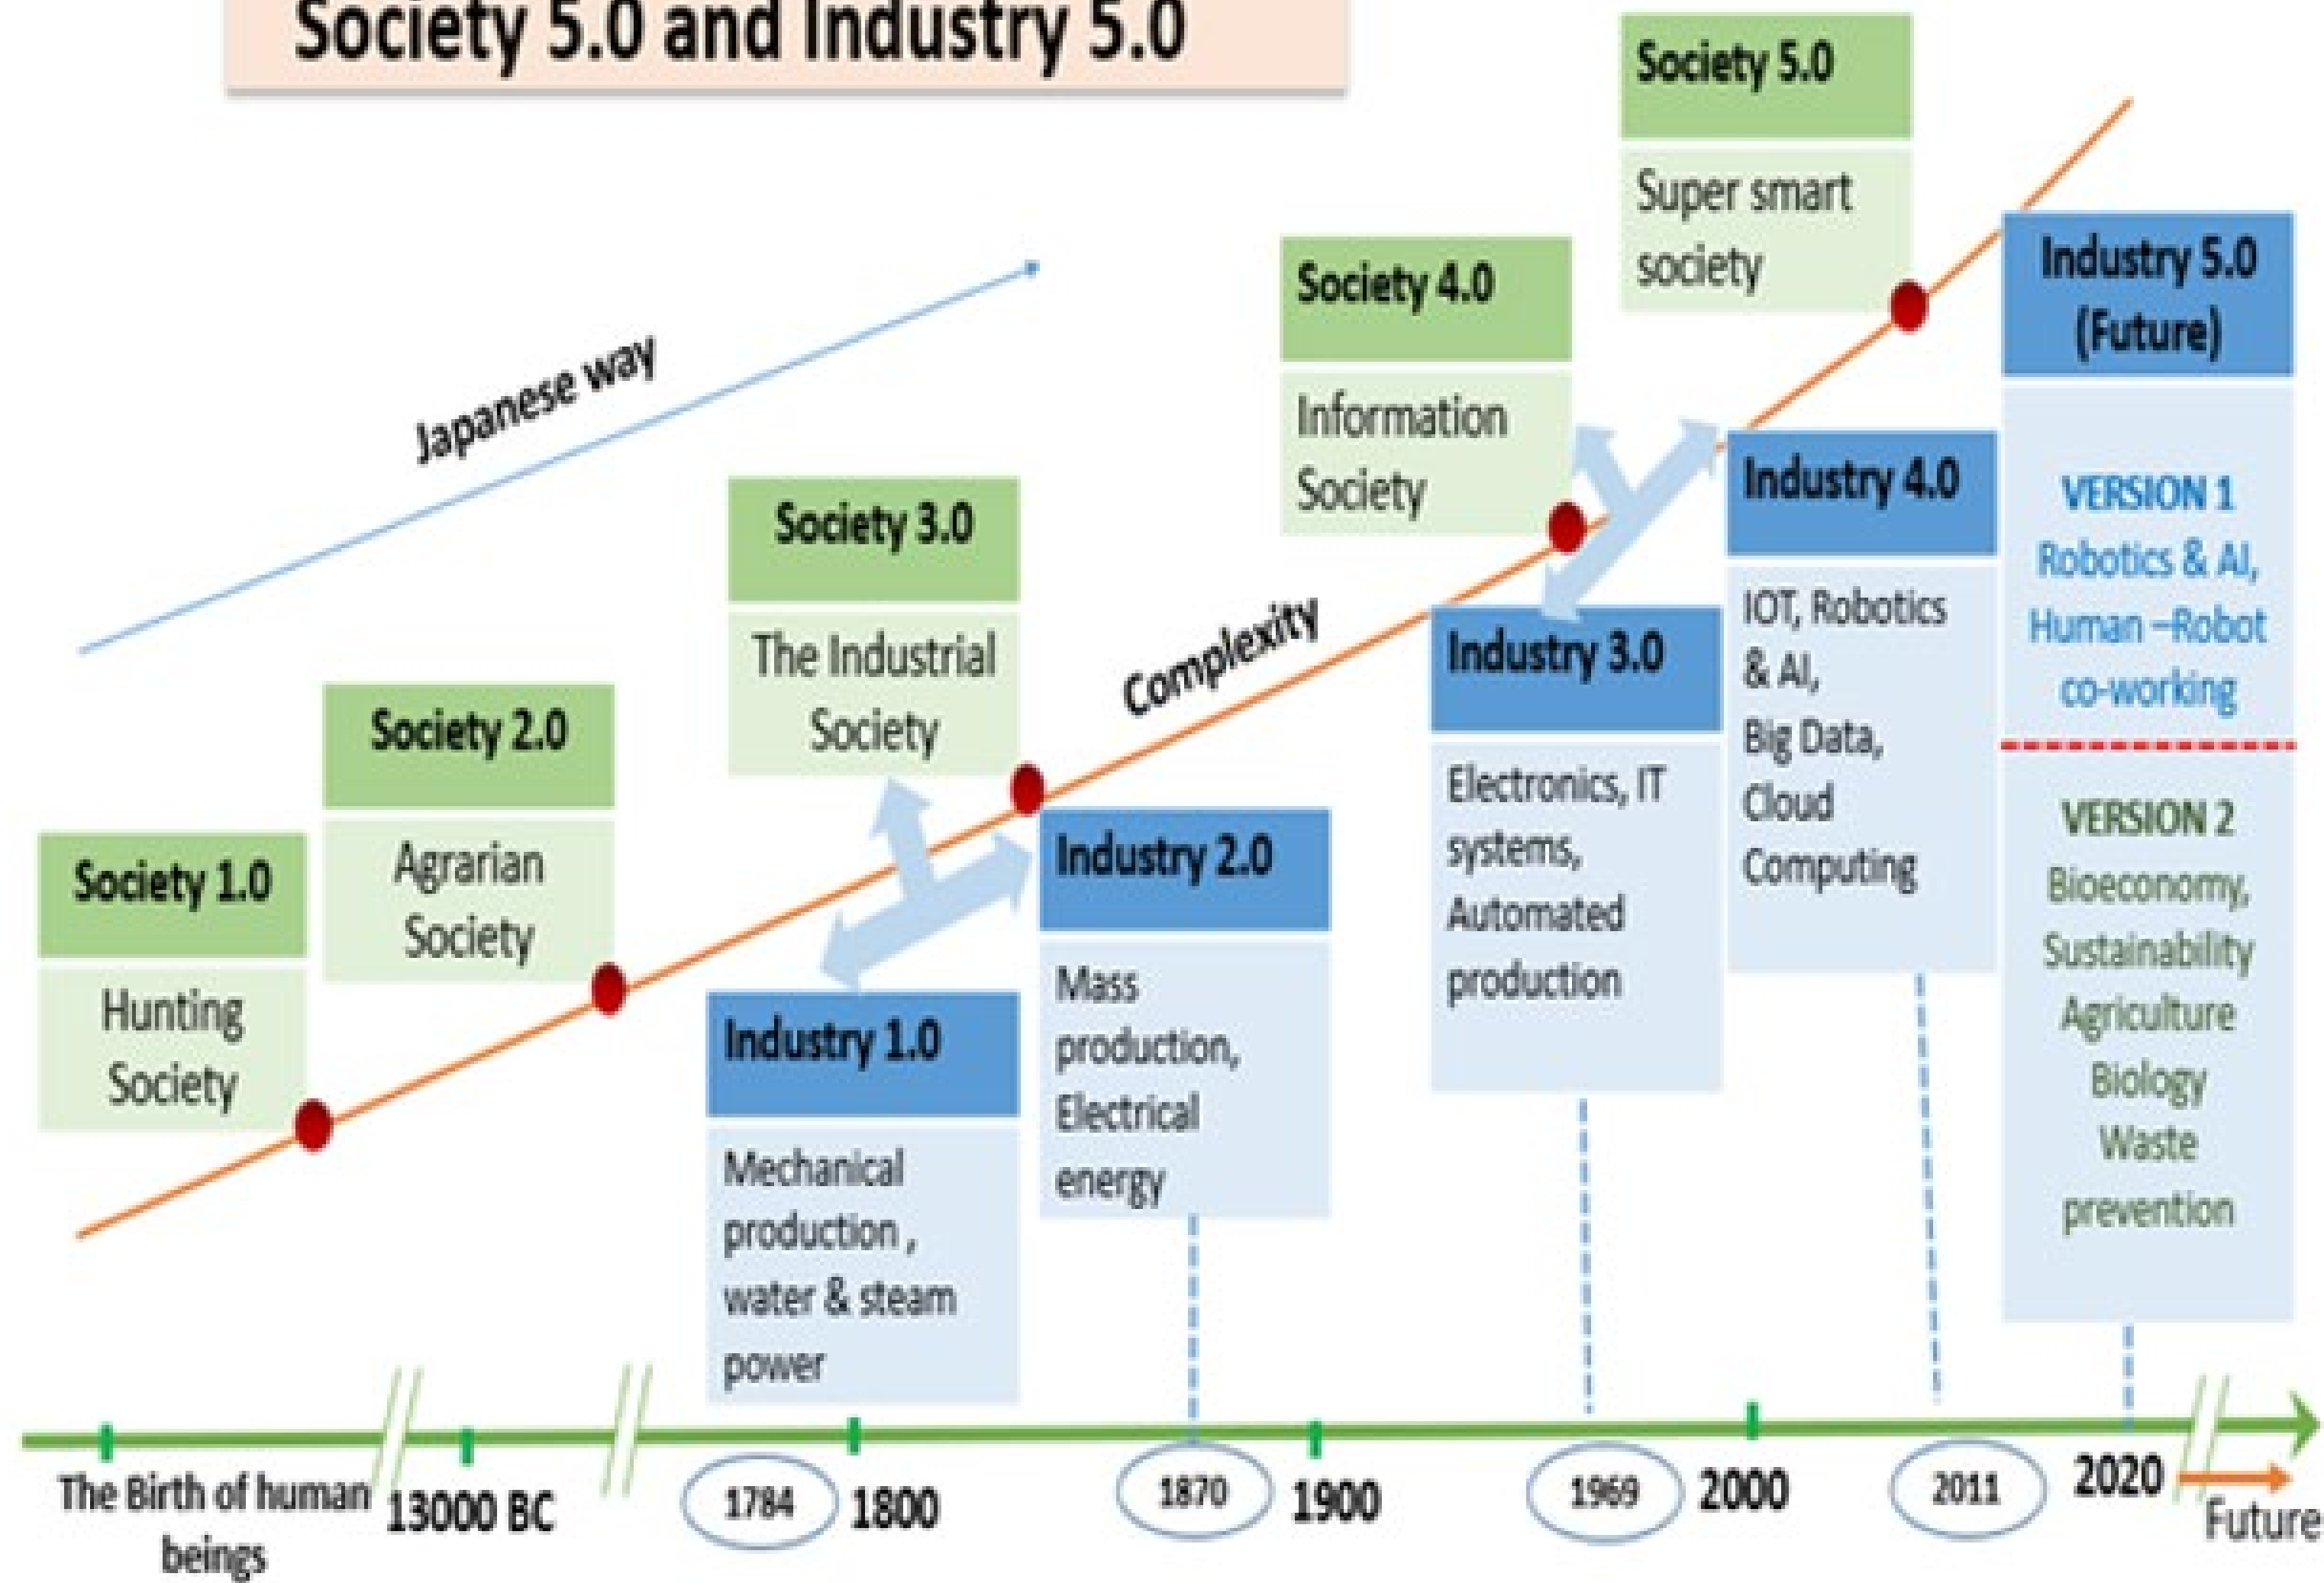 Society 5.0 and Industry 5.0
Society 5.0
Super smart
society
Society 4.0
Information
Society
Industry 5.0
(Future)
VERSION 1
Robotics & AI,
Human –Robot
co-working
VERSION 2
Bioeconomy,
Sustainability
Agriculture
Biology
Waste
prevention
Japanese way
Society 3.0
The Industrial
Society
Complexity
Industry 4.0
IOT, Robotics
& AI,
Big Data,
Cloud
Computing
Industry 3.0
Electronics, IT
systems,
Automated
production
Society 2.0
Agrarian
Society
Society 1.0
Hunting
Society
Industry 2.0
Mass
production,
Electrical
energy
Industry 1.0
Mechanical
production ,
water & steam
power
The Birth of human
beings
13000 BC
1784
1800
1870
1900
1969
2000
2011
2020
Future